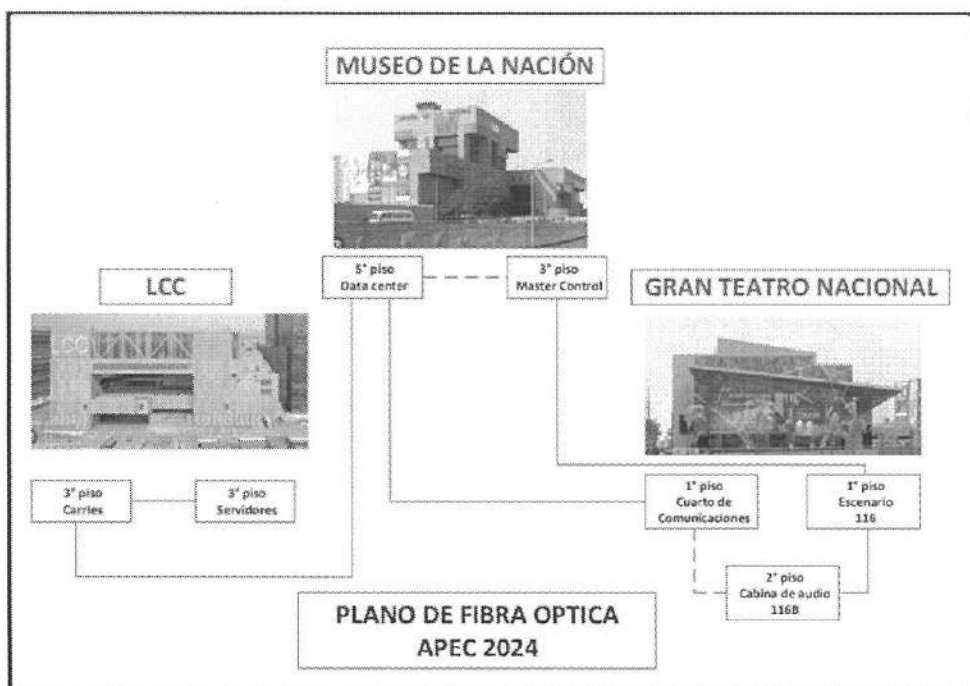 MUSEO DE LA NACIÓN
5° piso
Data center
3° piso
Master Control
LCC
GRAN TEATRO NACIONAL
LCC
3° piso
Carries
3° piso
Servidores
1° piso
Cuarto de
Comunicaciones
1° piso
Escenario
116
2° piso
Cabina de audio
116B
PLANO DE FIBRA OPTICA
APEC 2024